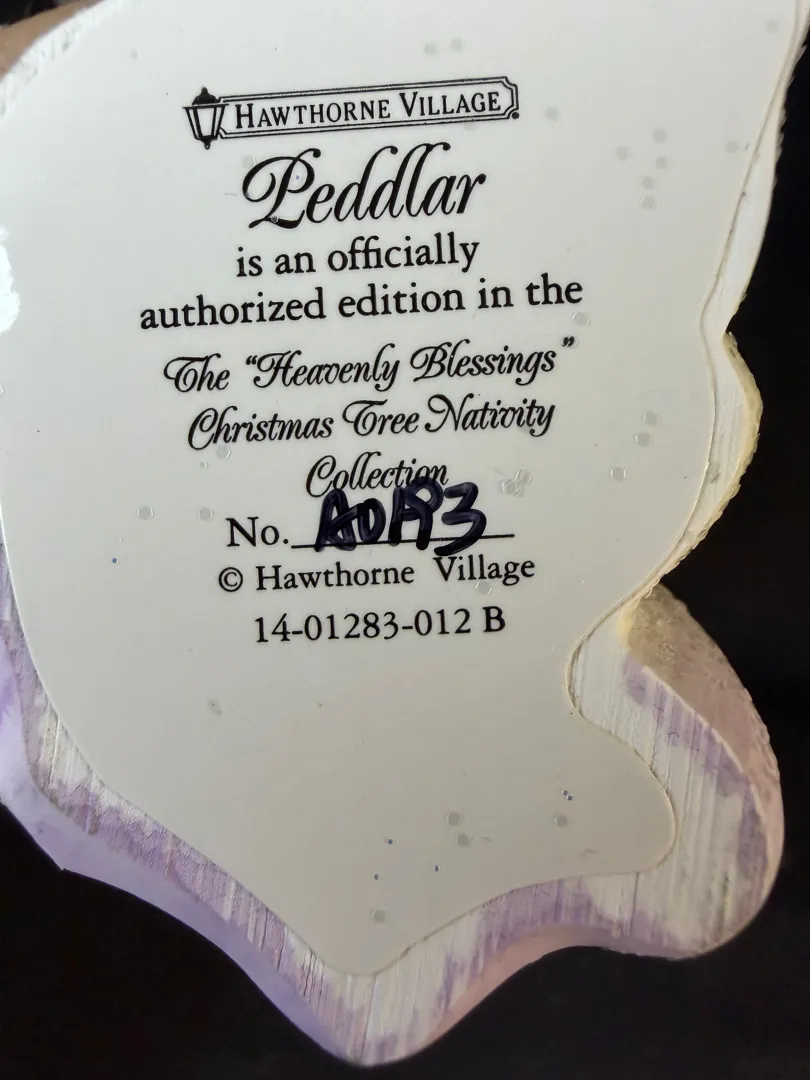 HAWTHORNE VILLAGE
Peddlar
is an officially
authorized edition in the
The "Heavenly Blessings"
Christmas Tree Nativity
Collection
No. A0193
© Hawthorne Village
14-01283-012 B